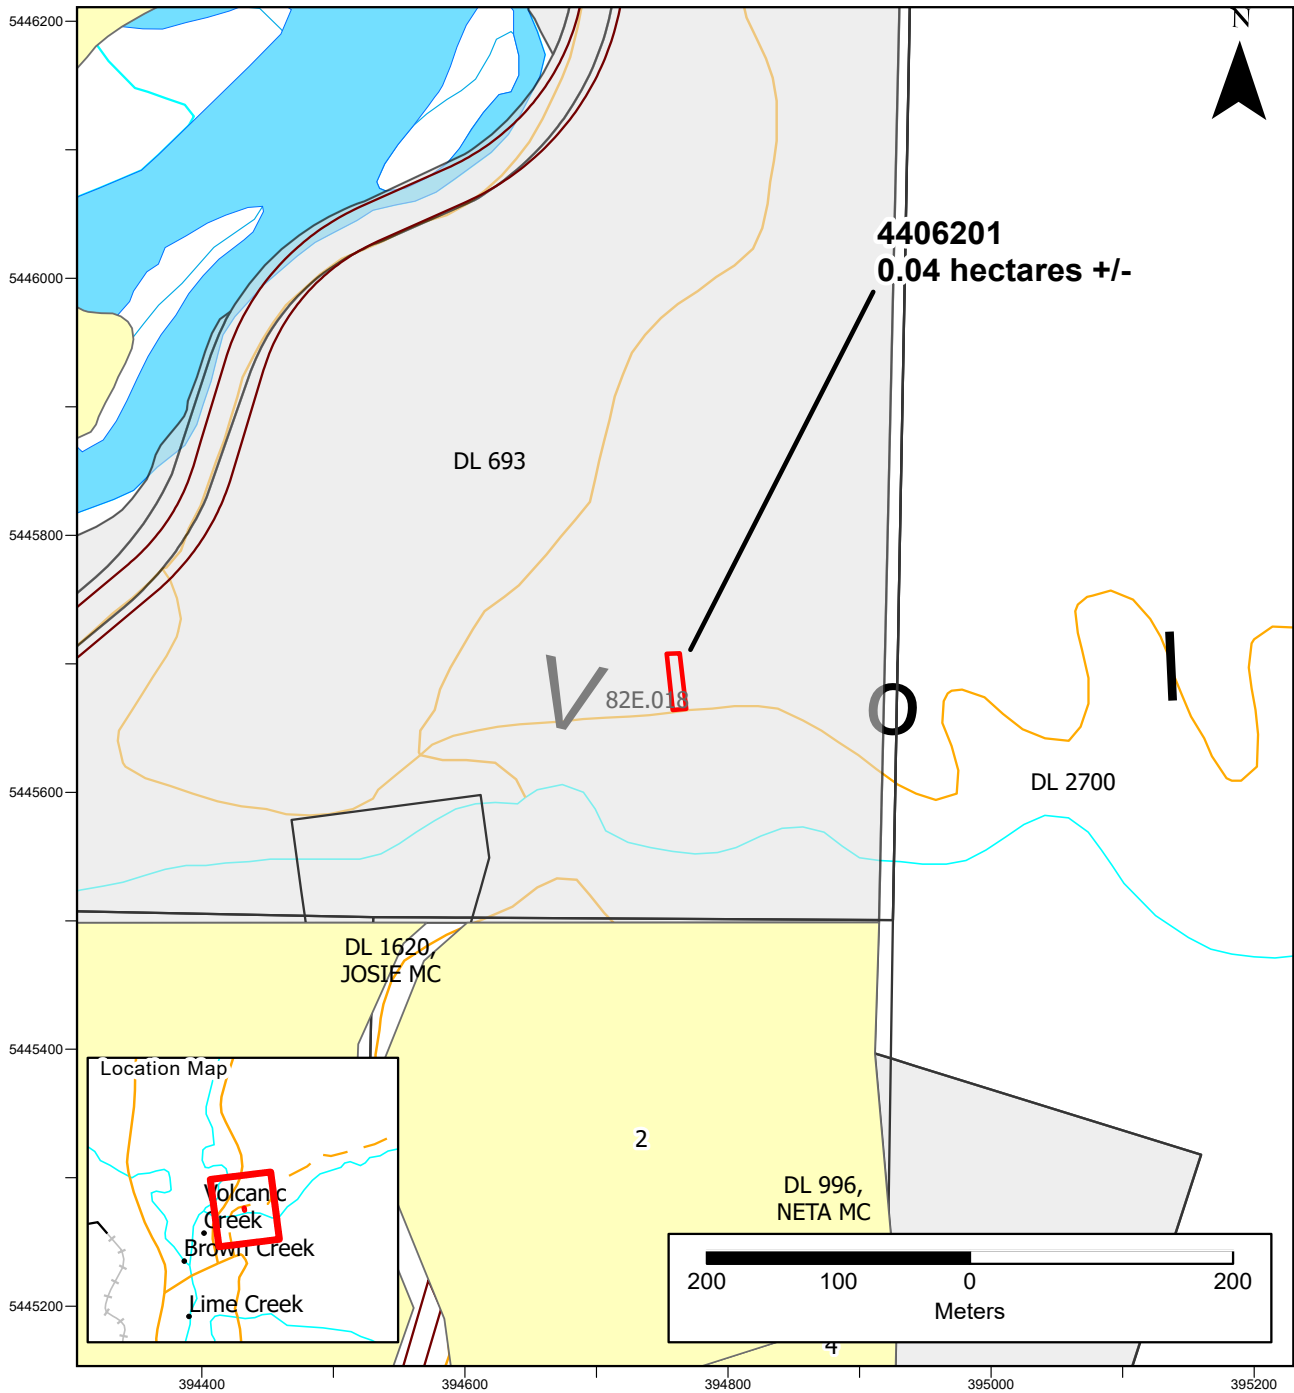 5446200
N
4406201
0.04 hectares +/-
5446000
DL 693
5445800
V
82E.018
O
I
DL 2700
5445600
DL 1620,
JOSIE MC
5445400
Location Map
Volcanic
Creek
Brown Creek
Lime Creek
2
DL 996,
NETA MC
200 100 0 200
Meters
5445200
4
394400 394600 394800 395000 395200